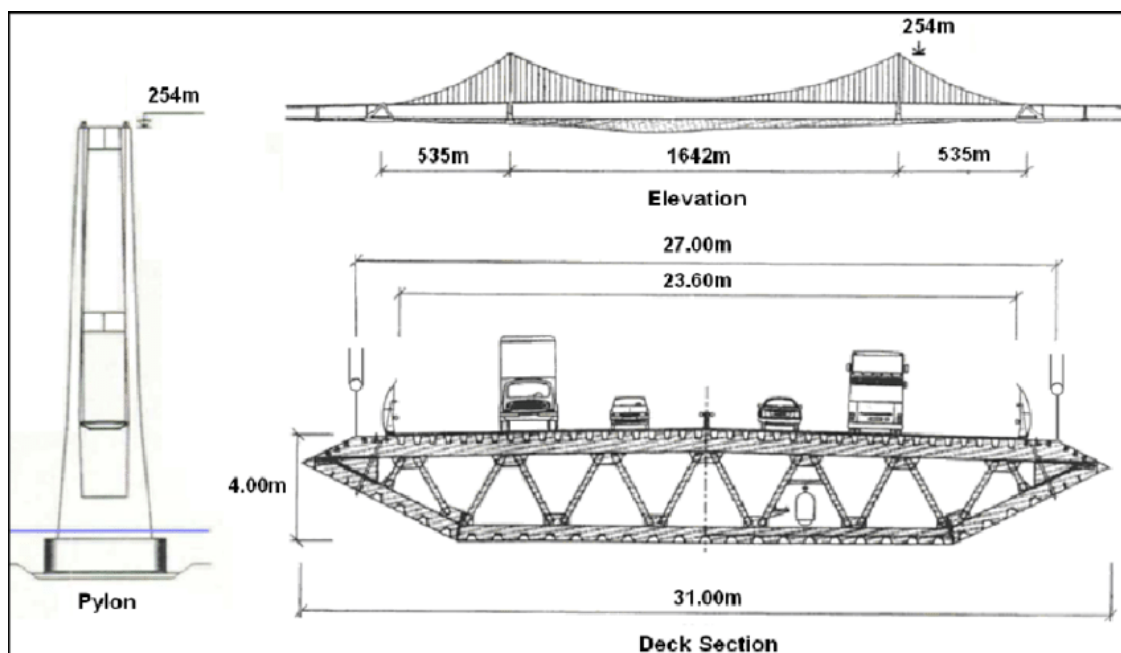 254m
Pylon
254m
535m
1642m
535m
Elevation
27.00m
23.60m
4.00m
31.00m
Deck Section